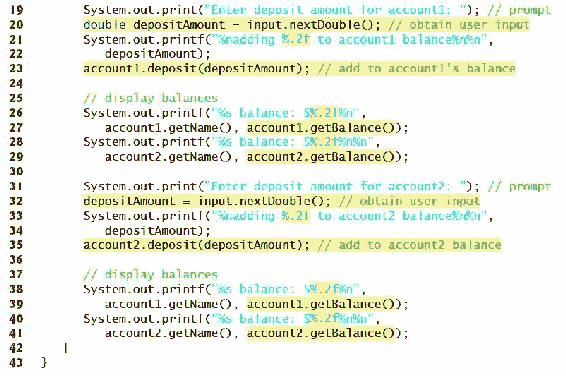 19 System.out.print("Enter deposit amount for account1: "); // prompt
20 double depositAmount = input.nextDouble(); // obtain user input
21 System.out.printf("%nadding %.2f to account1 balance%n%n",
22 depositAmount);
23 account1.deposit(depositAmount); // add to account1's balance
24
25 // display balances
26 System.out.printf("%s balance: $%.2f%n",
27 account1.getName(), account1.getBalance());
28 System.out.printf("%s balance: $%.2f%n%n",
29 account2.getName(), account2.getBalance());
30
31 System.out.print("Enter deposit amount for account2: "); // prompt
32 depositAmount = input.nextDouble(); // obtain user input
33 System.out.printf("%nadding %.2f to account2 balance%n%n",
34 depositAmount);
35 account2.deposit(depositAmount); // add to account2 balance
36
37 // display balances
38 System.out.printf("%s balance: $%.2f%n",
39 account1.getName(), account1.getBalance());
40 System.out.printf("%s balance: $%.2f%n%n",
41 account2.getName(), account2.getBalance());
42 }
43 }